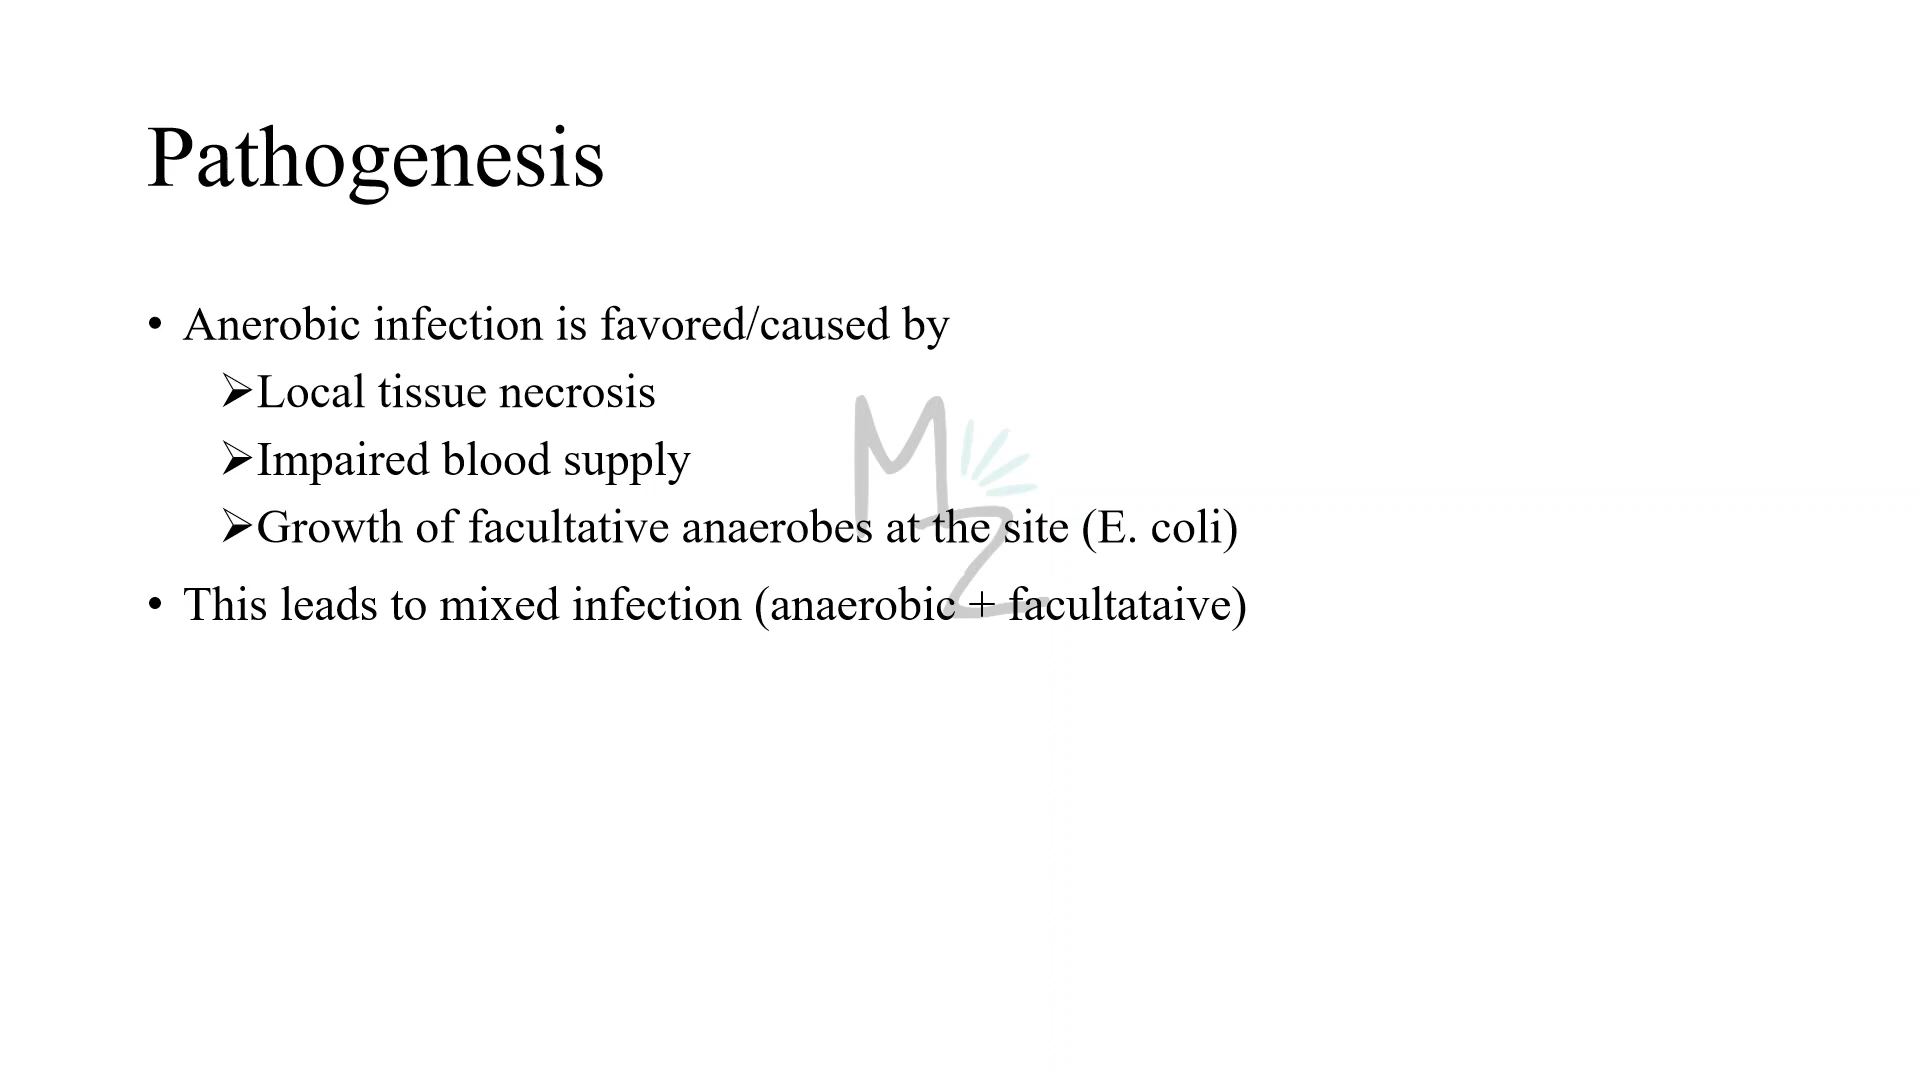 Pathogenesis
• Anerobic infection is favored/caused by
➢Local tissue necrosis
➢Impaired blood supply
➢Growth of facultative anaerobes at the site (E. coli)
• This leads to mixed infection (anaerobic + facultataive)
MZ